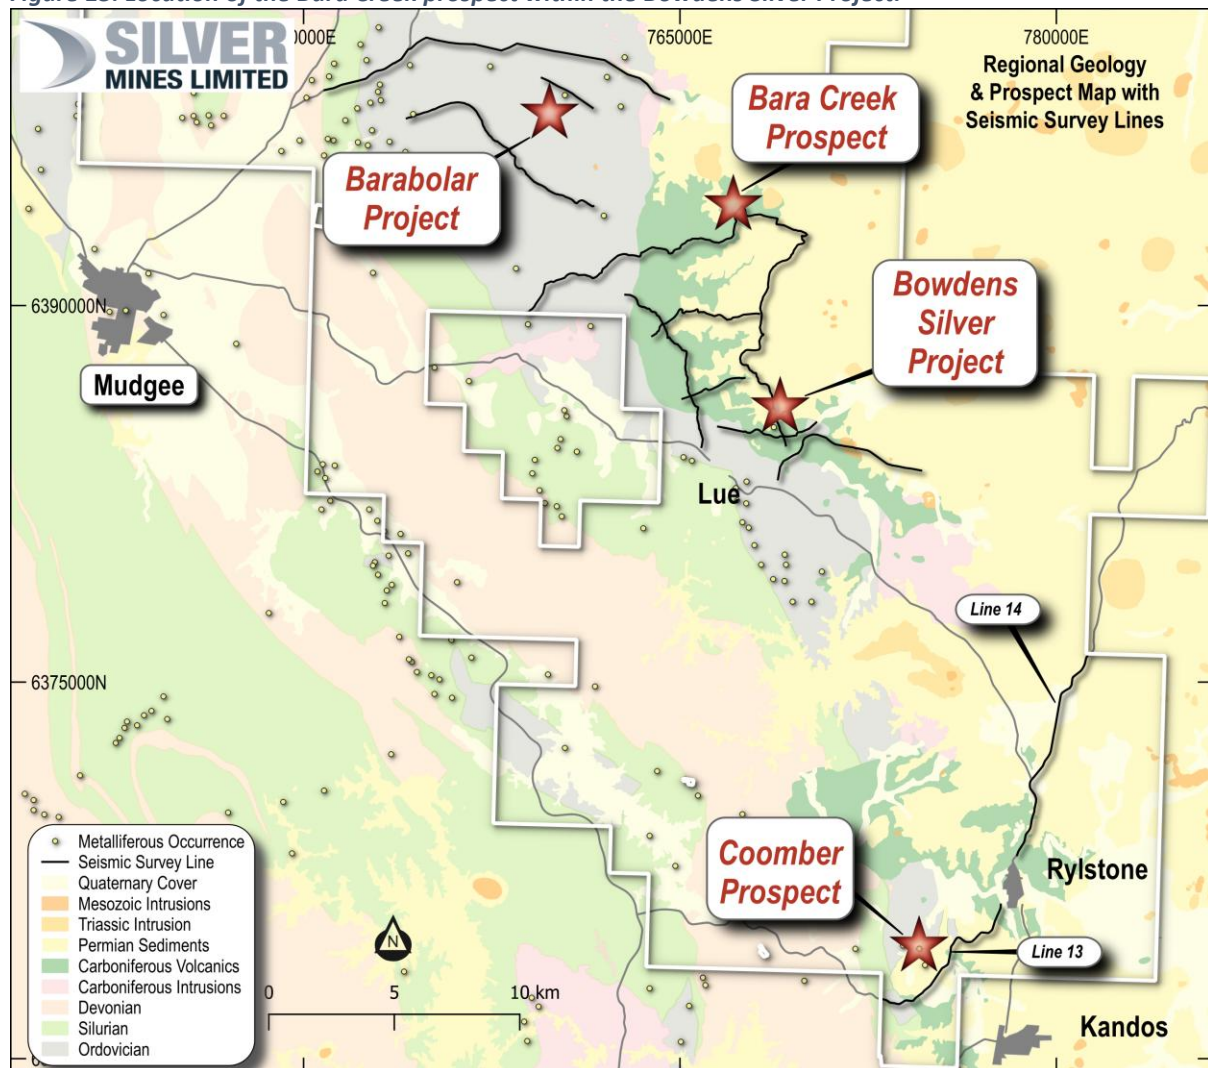 SILVER
MINES LIMITED
765000E
780000E
Regional Geology
& Prospect Map with
Seismic Survey Lines
Bara Creek
Prospect
Barabolar
Project
Bowdens
Silver
Project
6390000N
Mudgee
Lue
Line 14
6375000N
Coomber
Prospect
Rylstone
Line 13
Kandos
Metalliferous Occurrence
Seismic Survey Line
Quaternary Cover
Mesozoic Intrusions
Triassic Intrusion
Permian Sediments
Carboniferous Volcanics
Carboniferous Intrusions
Devonian
Silurian
Ordovician
N
0 5 10 km